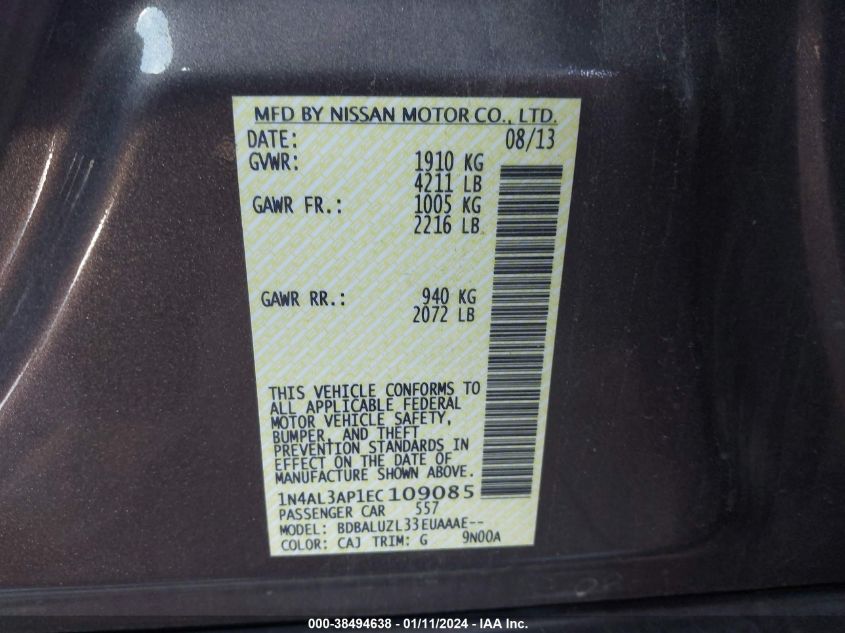 MFD BY NISSAN MOTOR CO., LTD.
DATE: 08/13
GVWR: 1910 KG
4211 LB
GAWR FR.: 1005 KG
2216 LB
GAWR RR.: 940 KG
2072 LB
THIS VEHICLE CONFORMS TO
ALL APPLICABLE FEDERAL
MOTOR VEHICLE SAFETY,
BUMPER, AND THEFT
PREVENTION STANDARDS IN
EFFECT ON THE DATE OF
MANUFACTURE SHOWN ABOVE.
1N4AL3AP1EC109085
PASSENGER CAR 557
MODEL: BDBALUZL33EUAAAE--
COLOR: CAJ TRIM: G 9N00A
000-38494638 - 01/11/2024 - IAA Inc.